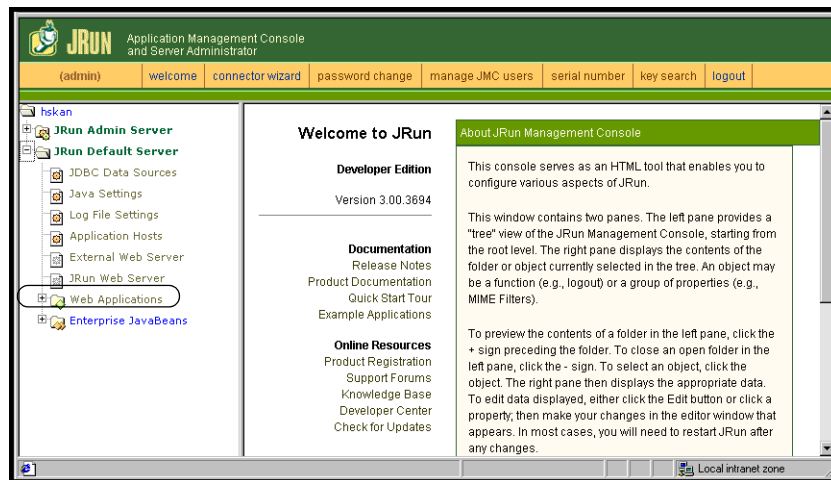 JRUN
Application Management Console
and Server Administrator
(admin)
welcome
connector wizard
password change
manage JMC users
serial number
key search
logout
hskan
JRun Admin Server
JRun Default Server
JDBC Data Sources
Java Settings
Log File Settings
Application Hosts
External Web Server
JRun Web Server
Web Applications
Enterprise JavaBeans
Welcome to JRun
Developer Edition
Version 3.00.3694
Documentation
Release Notes
Product Documentation
Quick Start Tour
Example Applications
Online Resources
Product Registration
Support Forums
Knowledge Base
Developer Center
Check for Updates
About JRun Management Console
This console serves as an HTML tool that enables you to
configure various aspects of JRun.
This window contains two panes. The left pane provides a
"tree" view of the JRun Management Console, starting from
the root level. The right pane displays the contents of the
folder or object currently selected in the tree. An object may
be a function (e.g., logout) or a group of properties (e.g.,
MIME Filters).
To preview the contents of a folder in the left pane, click the
+ sign preceding the folder. To close an open folder in the
left pane, click the - sign. To select an object, click the
object. The right pane then displays the appropriate data.
To edit data displayed, either click the Edit button or click a
property; then make your changes in the editor window that
appears. In most cases, you will need to restart JRun after
any changes.
Local intranet zone